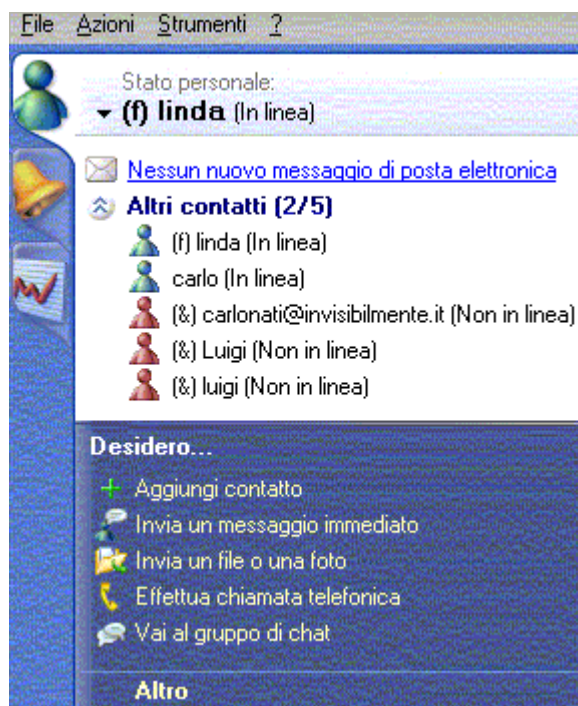 File Azioni Strumenti ?
Stato personale:
(f) linda (In linea)
Nessun nuovo messaggio di posta elettronica
Altri contatti (2/5)
(f) linda (In linea)
carlo (In linea)
(&) carlonati@invisibilmente.it (Non in linea)
(&) Luigi (Non in linea)
(&) luigi (Non in linea)
Desidero...
Aggiungi contatto
Invia un messaggio immediato
Invia un file o una foto
Effettua chiamata telefonica
Vai al gruppo di chat
Altro